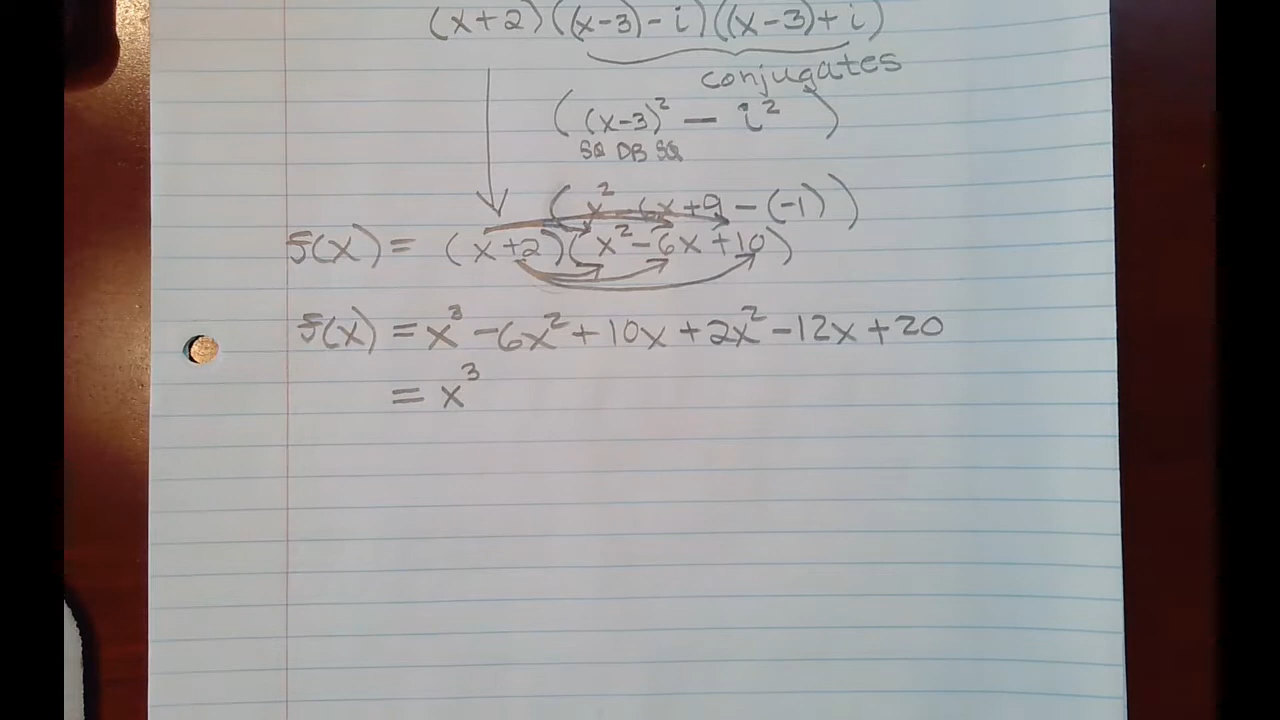 (x+2)((x-3)-i)((x-3)+i)
conjugates
((x-3)² - i²)
SQ DB SQ
(x² - 6x + 9 - (-1))
f(x) = (x+2)(x² - 6x + 10)
f(x) = x³ - 6x² + 10x + 2x² - 12x + 20
= x³